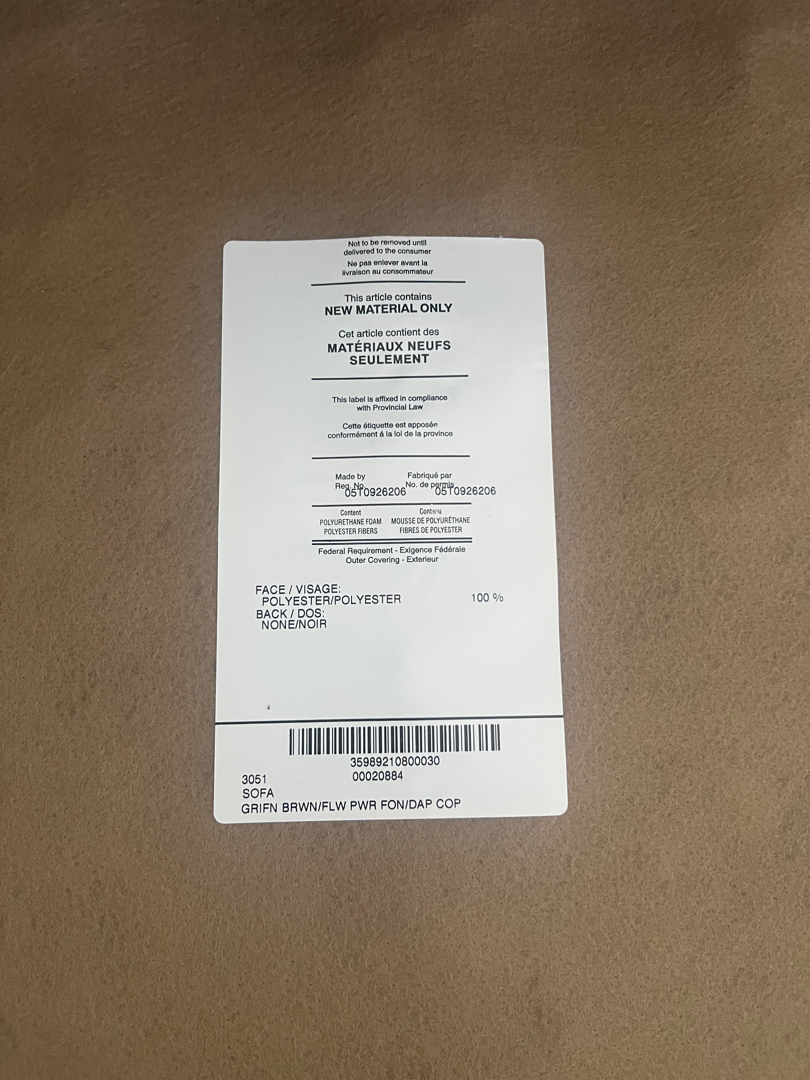 Not to be removed until
delivered to the consumer
Ne pas enlever avant la
livraison au consommateur
This article contains
NEW MATERIAL ONLY
Cet article contient des
MATÉRIAUX NEUFS
SEULEMENT
This label is affixed in compliance
with Provincial Law
Cette étiquette est apposée
conformément á la loi de la province
Made by Fabriqué par
Reg. No. No. de permis
05T0926206 05T0926206
Content Contenu
POLYURETHANE FOAM MOUSSE DE POLYURÉTHANE
POLYESTER FIBERS FIBRES DE POLYESTER
Federal Requirement - Exigence Fédérale
Outer Covering - Exterieur
FACE / VISAGE:
POLYESTER/POLYESTER 100 %
BACK / DOS:
NONE/NOIR
35989210800030
3051 00020884
SOFA
GRIFN BRWN/FLW PWR FON/DAP COP